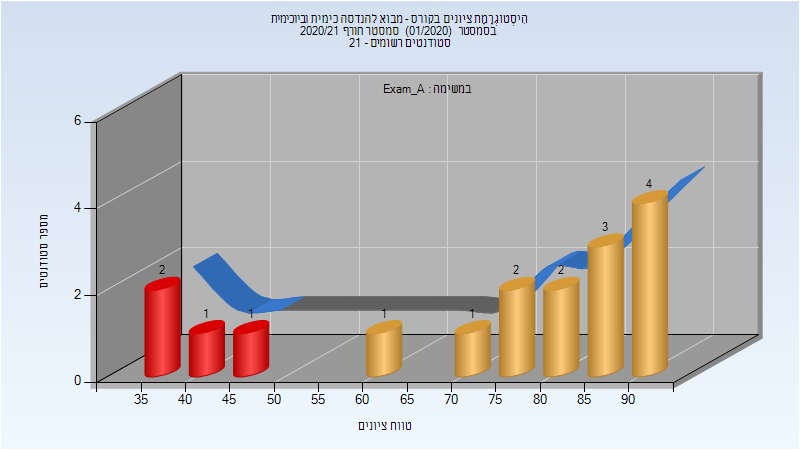 היסטוגרמת ציונים בקורס - מבוא להנדסה כימית וביוכימית
בסמסטר (01/2020) סמסטר חורף 2020/21
סטודנטים רשומים - 21
במשימה : Exam_A
6
4
2
0
מספר סטודנטים
2
1
1
1
1
2
2
3
4
35 40 45 50 55 60 65 70 75 80 85 90
טווח ציונים